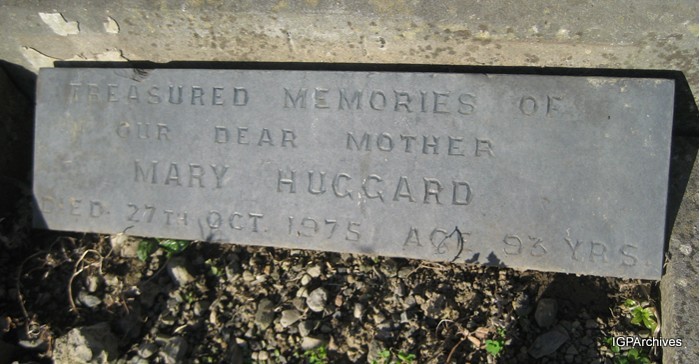 TREASURED MEMORIES OF
OUR DEAR MOTHER
MARY HUGGARD
DIED. 27TH OCT. 1975 AGE 93 YRS.
IGPArchives